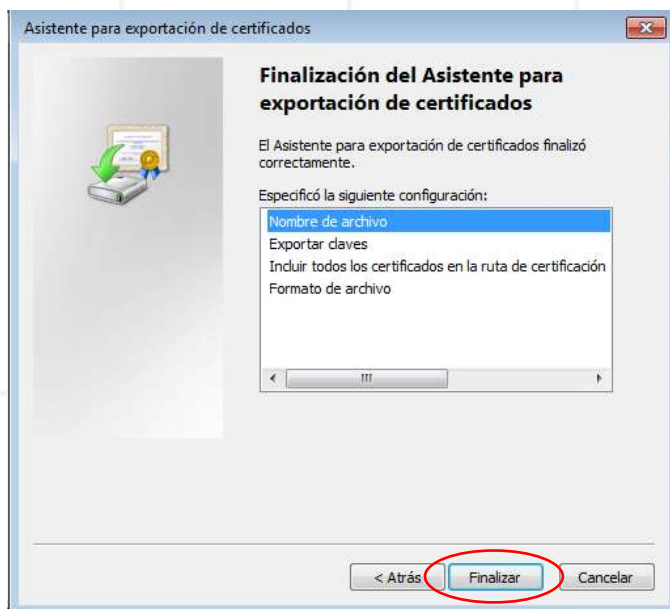 Asistente para exportación de certificados
Finalización del Asistente para
exportación de certificados
El Asistente para exportación de certificados finalizó
correctamente.
Especificó la siguiente configuración:
Nombre de archivo
Exportar claves
Incluir todos los certificados en la ruta de certificación
Formato de archivo
< Atrás
Finalizar
Cancelar